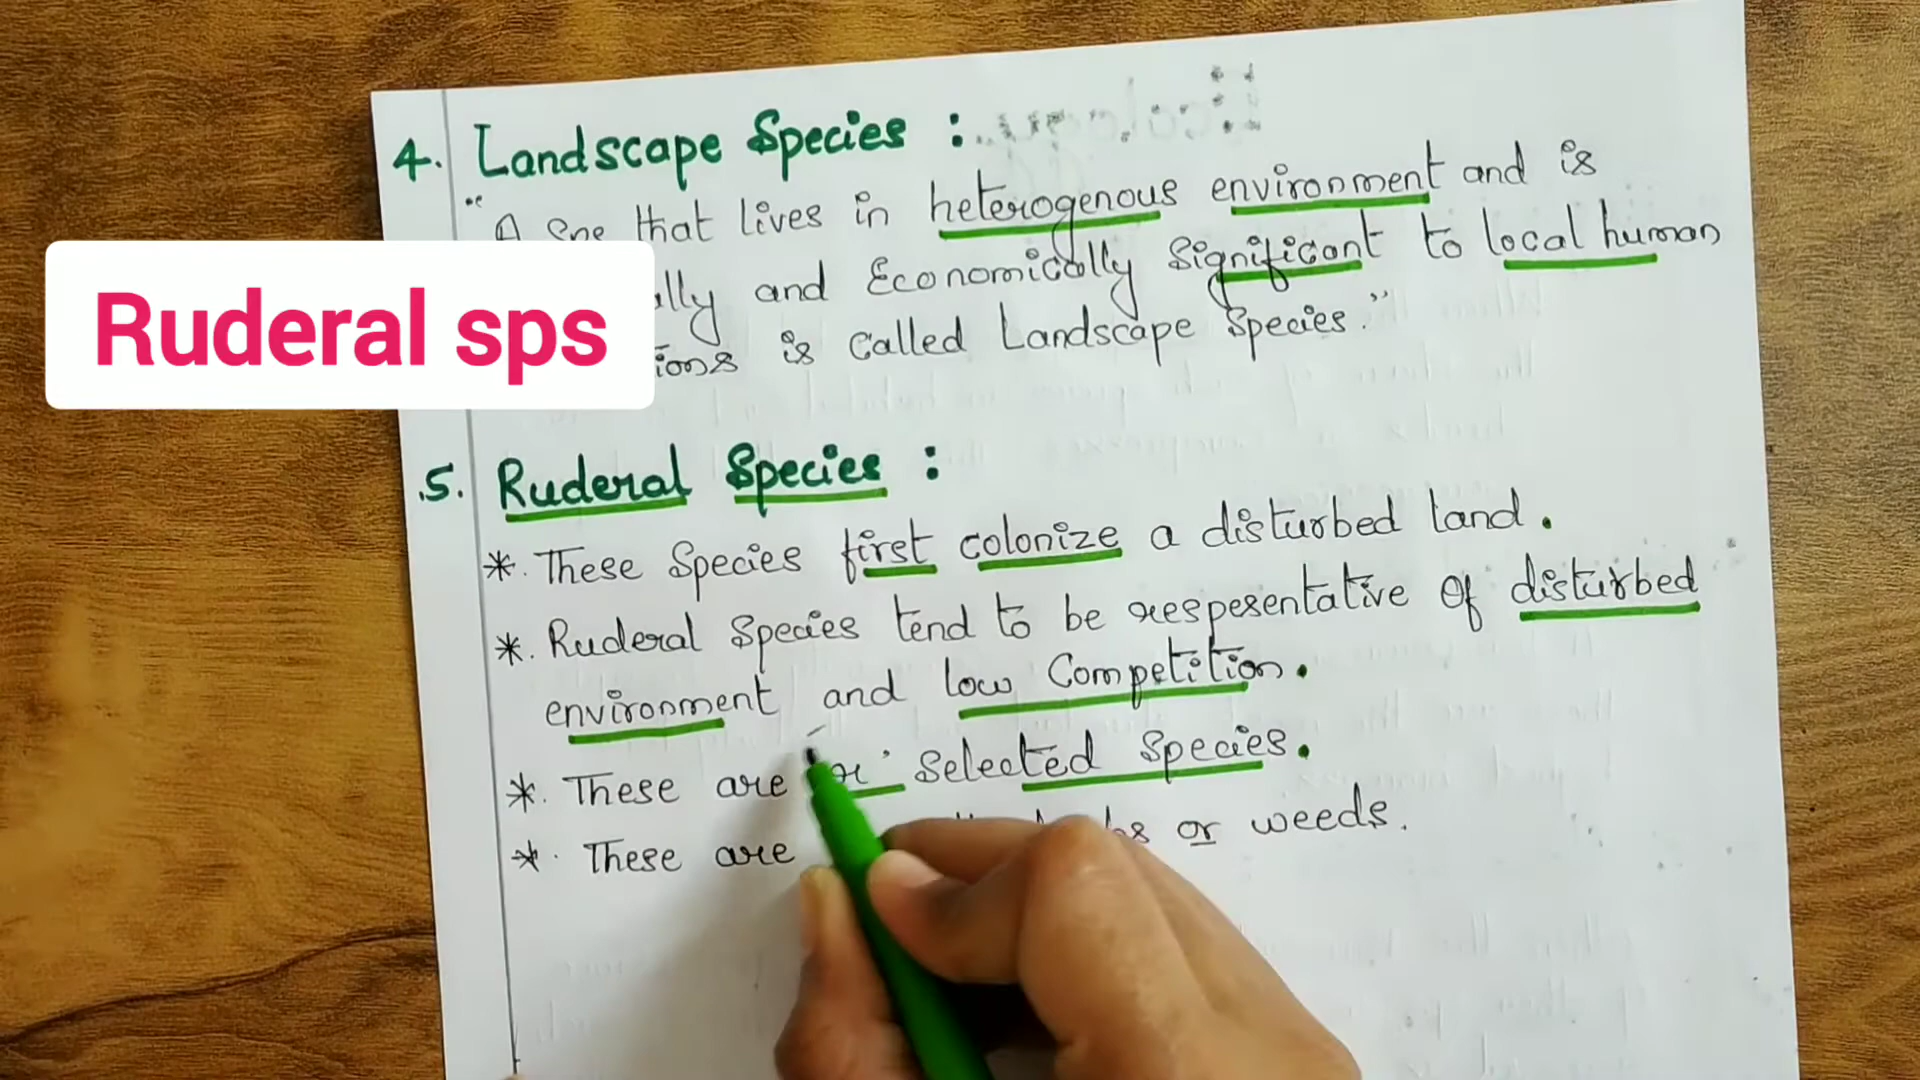 4. Landscape Species :
"A sps that lives in heterogenous environment and is
ally and Economically Significant to local human
ions is called Landscape Species."
Ruderal sps
5. Ruderal Species :
*. These Species first colonize a disturbed land.
*. Ruderal Species tend to be respesentative of disturbed
environment and low Competition.
*. These are 'r' selected Species.
*. These are or weeds.